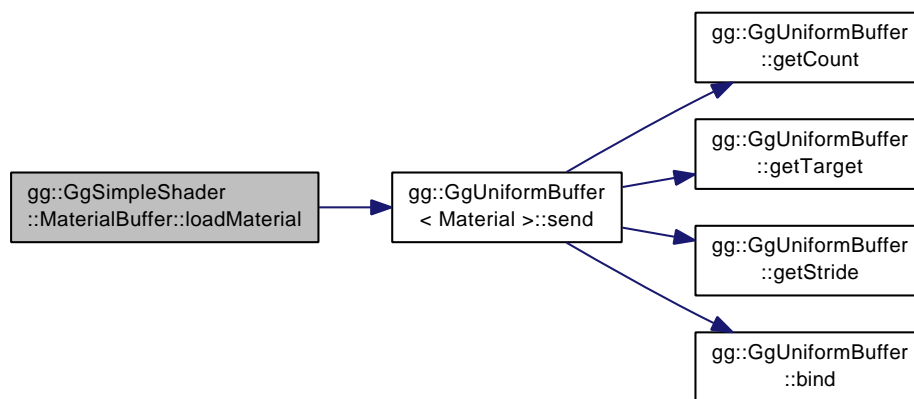 gg::GgSimpleShader
::MaterialBuffer::loadMaterial
gg::GgUniformBuffer
< Material >::send
gg::GgUniformBuffer
::getCount
gg::GgUniformBuffer
::getTarget
gg::GgUniformBuffer
::getStride
gg::GgUniformBuffer
::bind